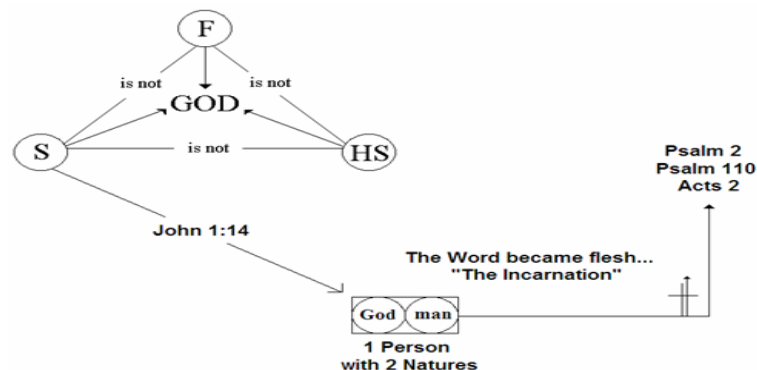 F
is not
is not
GOD
S
is not
HS
Psalm 2
Psalm 110
Acts 2
John 1:14
The Word became flesh...
"The Incarnation"
God man
1 Person
with 2 Natures